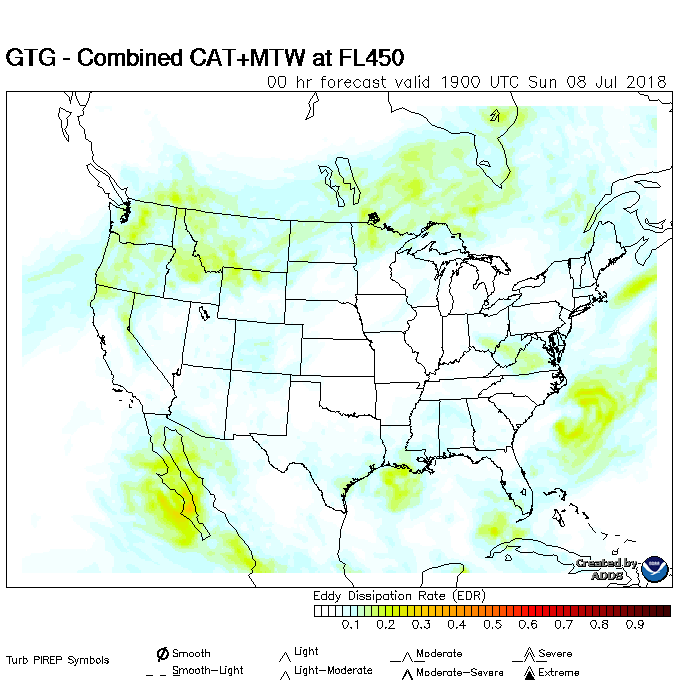 GTG - Combined CAT+MTW at FL450
00 hr forecast valid 1900 UTC Sun 08 Jul 2018
Created by
ADDS
Eddy Dissipation Rate (EDR)
0.1 0.2 0.3 0.4 0.5 0.6 0.7 0.8 0.9
Turb PIREP Symbols
Smooth Light Moderate Severe
Smooth-Light Light-Moderate Moderate-Severe Extreme